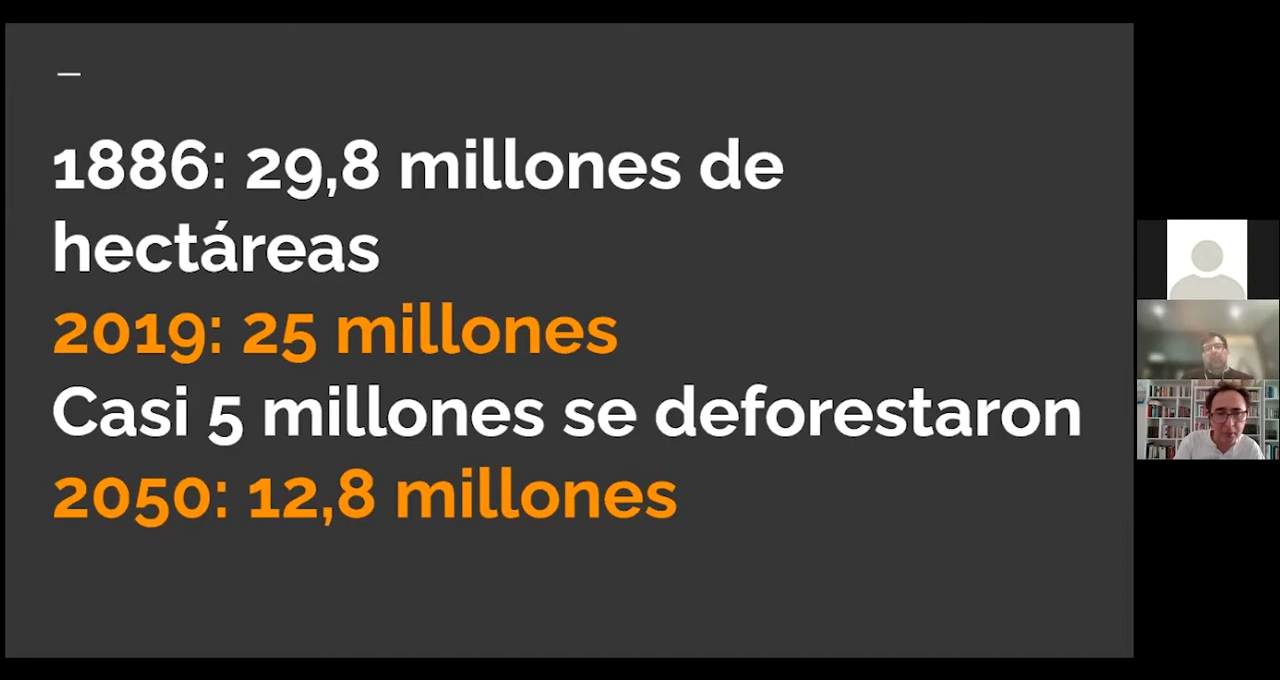 1886: 29,8 millones de
hectáreas
2019: 25 millones
Casi 5 millones se deforestaron
2050: 12,8 millones